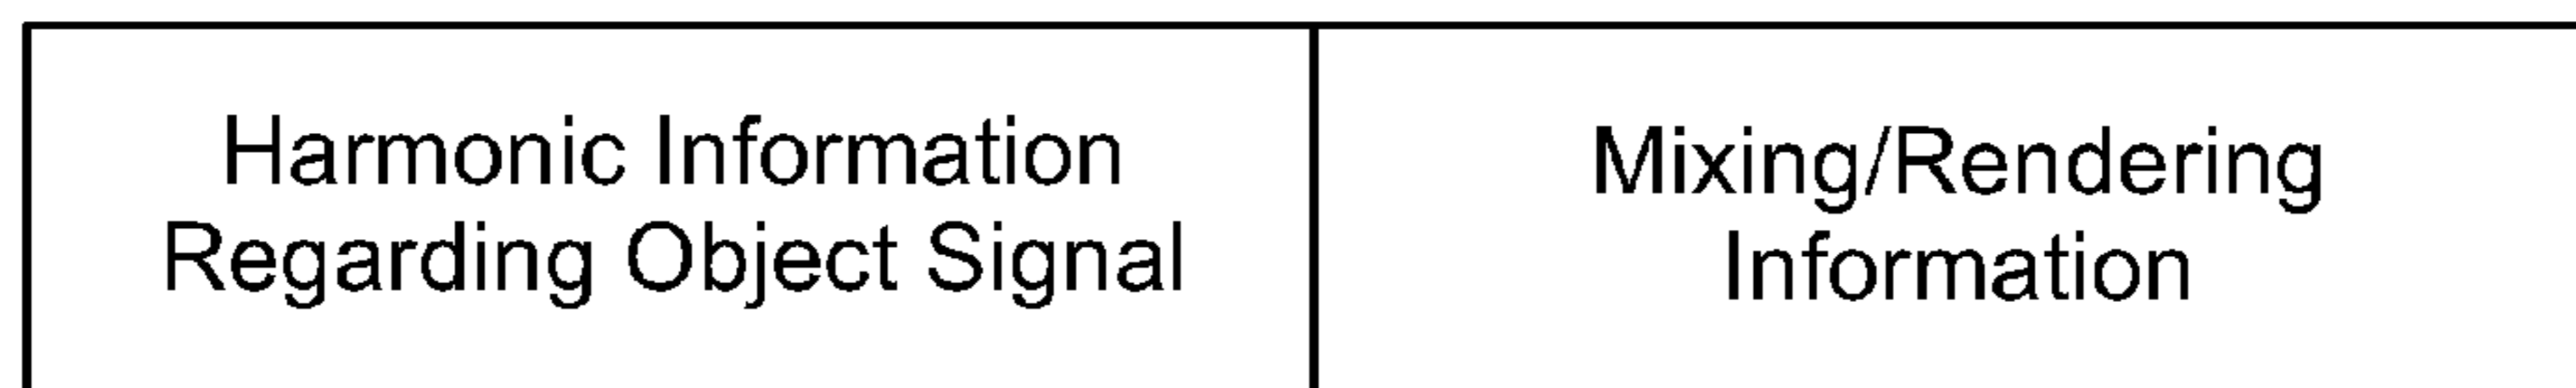 Harmonic Information
Regarding Object Signal
Mixing/Rendering
Information